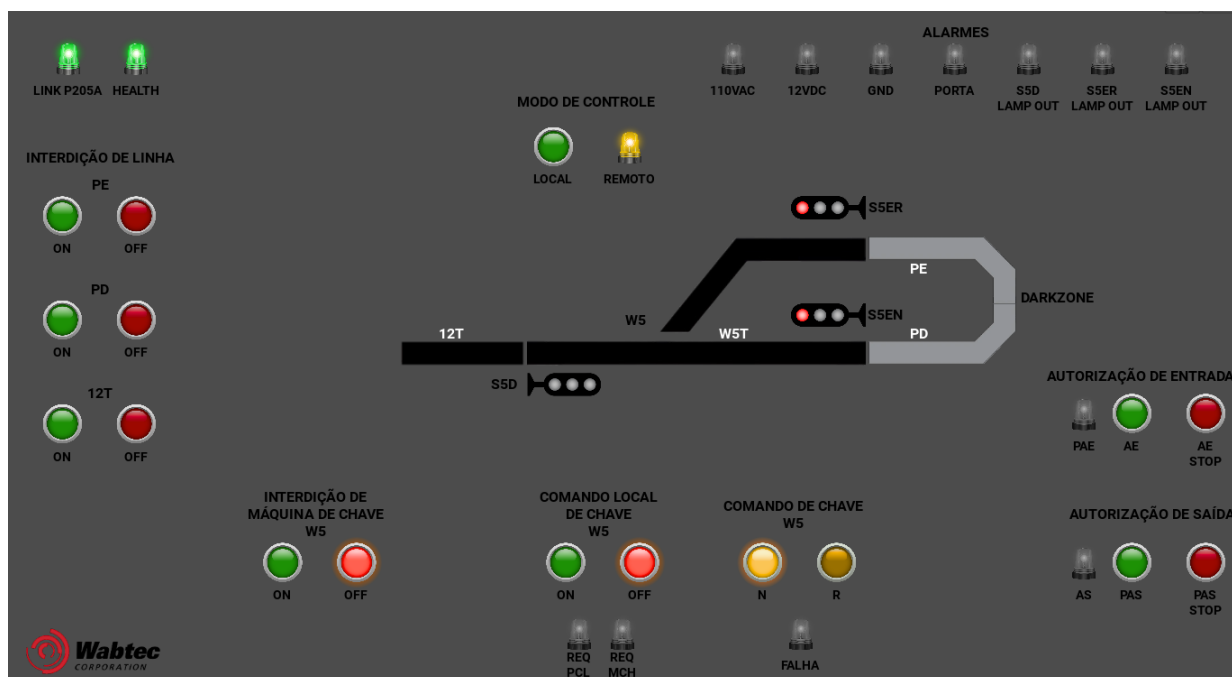 ALARMES
LINK P205A HEALTH
110VAC 12VDC GND PORTA S5D LAMP OUT S5ER LAMP OUT S5EN LAMP OUT
MODO DE CONTROLE
LOCAL REMOTO
INTERDIÇÃO DE LINHA
PE
ON OFF
PD
ON OFF
12T
ON OFF
S5ER
PE
DARKZONE
S5EN
W5
12T W5T PD
S5D
AUTORIZAÇÃO DE ENTRADA
PAE AE AE STOP
INTERDIÇÃO DE
MÁQUINA DE CHAVE
W5
ON OFF
COMANDO LOCAL
DE CHAVE
W5
ON OFF
REQ PCL REQ MCH
COMANDO DE CHAVE
W5
N R
FALHA
AUTORIZAÇÃO DE SAÍDA
AS PAS PAS STOP
Wabtec
CORPORATION